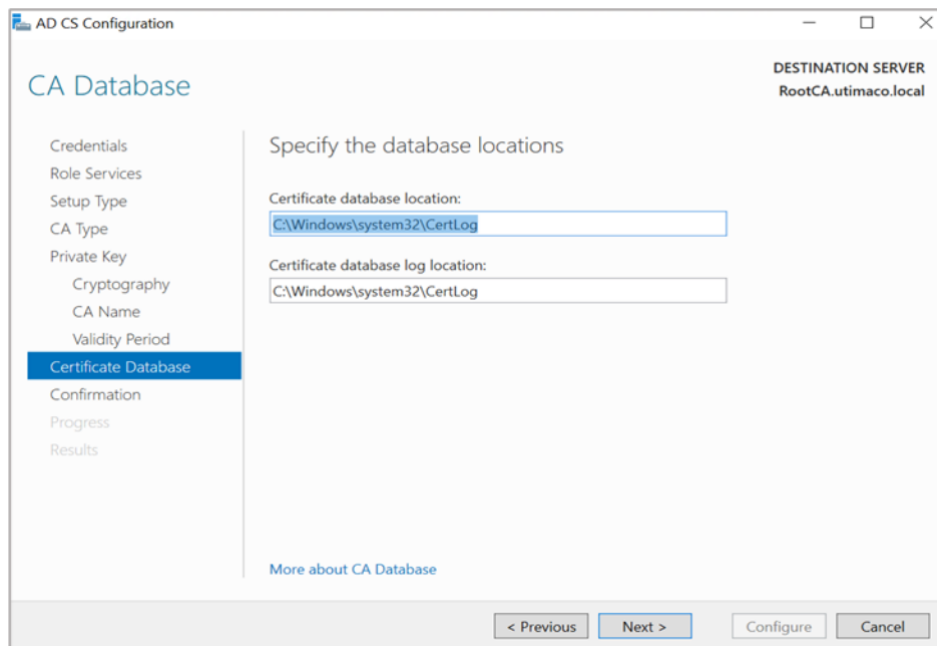 AD CS Configuration
CA Database
DESTINATION SERVER
RootCA.utimaco.local
Credentials
Role Services
Setup Type
CA Type
Private Key
Cryptography
CA Name
Validity Period
Certificate Database
Confirmation
Progress
Results
Specify the database locations
Certificate database location:
C:\Windows\system32\CertLog
Certificate database log location:
C:\Windows\system32\CertLog
More about CA Database
< Previous
Next >
Configure
Cancel